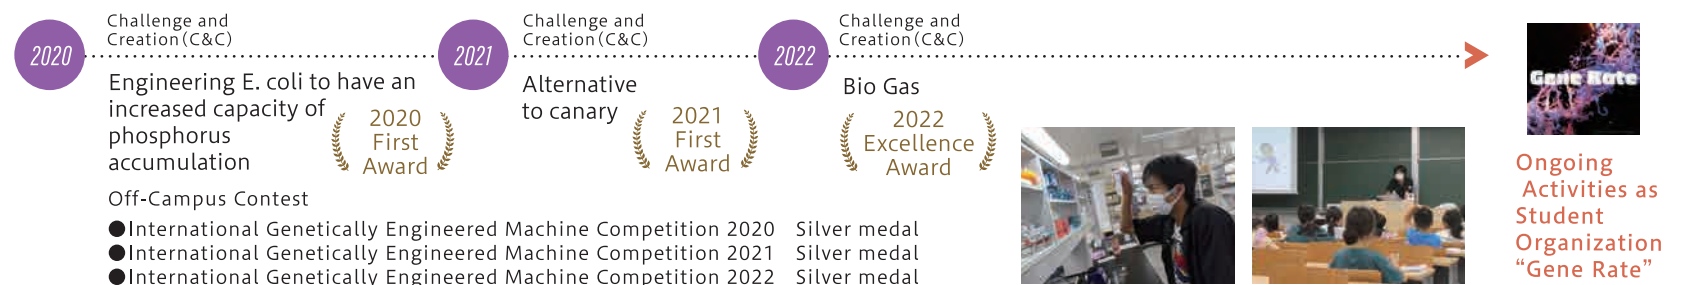 2020
Challenge and
Creation(C&C)
Engineering E. coli to have an
increased capacity of
phosphorus
accumulation
2020
First
Award
2021
Challenge and
Creation(C&C)
Alternative
to canary
2021
First
Award
2022
Challenge and
Creation(C&C)
Bio Gas
2022
Excellence
Award
Off-Campus Contest
●International Genetically Engineered Machine Competition 2020 Silver medal
●International Genetically Engineered Machine Competition 2021 Silver medal
●International Genetically Engineered Machine Competition 2022 Silver medal
Gene Rate
Ongoing
Activities as
Student
Organization
“Gene Rate”